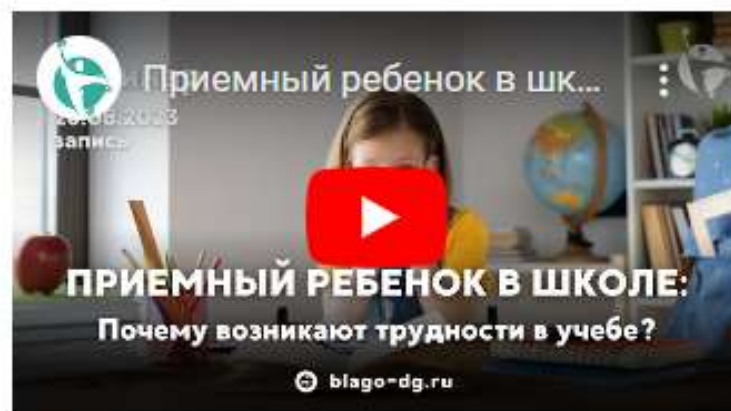 Приемный ребенок в шк...
запись
ПРИЕМНЫЙ РЕБЕНОК В ШКОЛЕ:
Почему возникают трудности в учебе?
blago-dg.ru